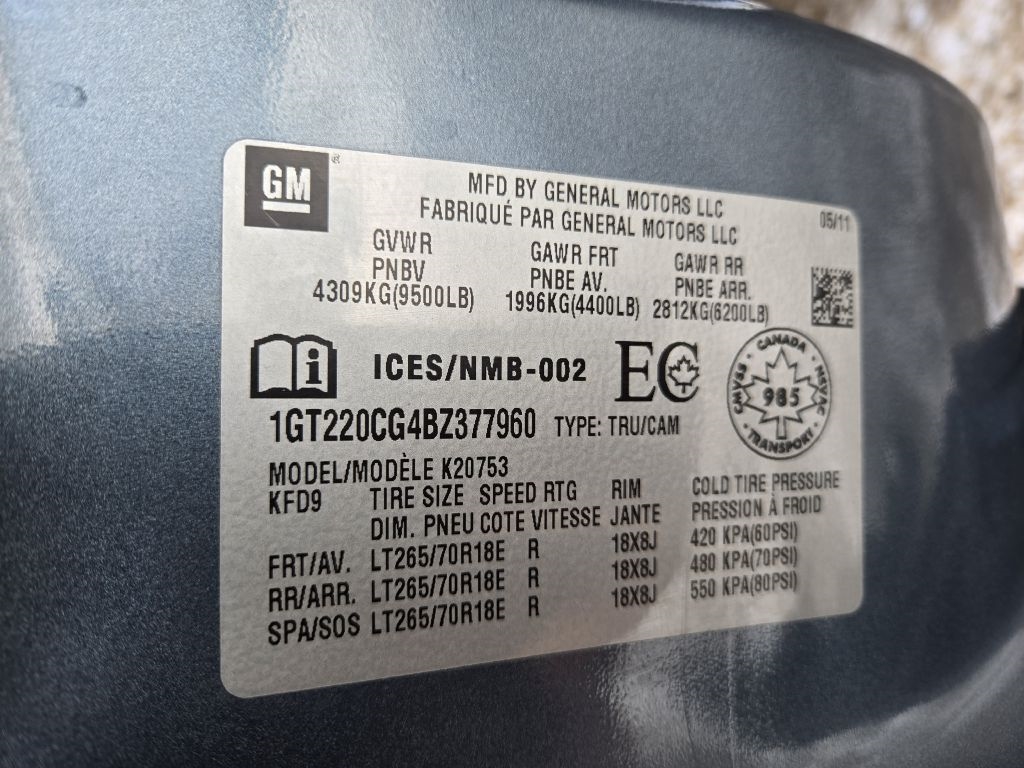 GM ®
MFD BY GENERAL MOTORS LLC
FABRIQUÉ PAR GENERAL MOTORS LLC
05/11
GVWR GAWR FRT GAWR RR
PNBV PNBE AV. PNBE ARR.
4309KG(9500LB) 1996KG(4400LB) 2812KG(6200LB)
i ICES/NMB-002 EC
CANADA
CMVSS 985 NSVAC
TRANSPORT
1GT220CG4BZ377960 TYPE: TRU/CAM
MODEL/MODÈLE K20753
KFD9 TIRE SIZE SPEED RTG RIM COLD TIRE PRESSURE
DIM. PNEU COTE VITESSE JANTE PRESSION À FROID
FRT/AV. LT265/70R18E R 18X8J 420 KPA(60PSI)
RR/ARR. LT265/70R18E R 18X8J 480 KPA(70PSI)
SPA/SOS LT265/70R18E R 18X8J 550 KPA(80PSI)